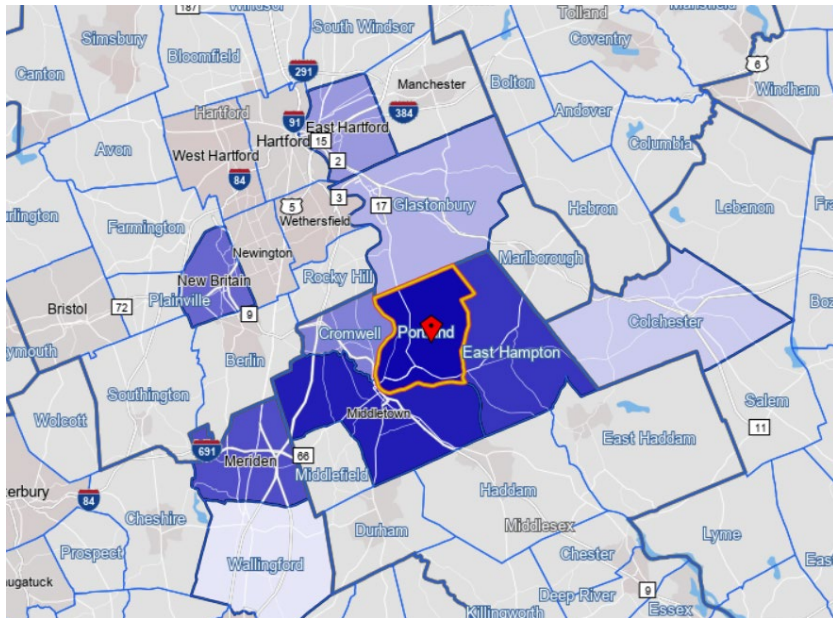 187
Windsor
South Windsor
Tolland
Mansfield
Simsbury
Bloomfield
Coventry
Canton
291
6
Manchester
Bolton
Windham
Hartford
Andover
91
Hartford
15
East Hartford
384
Columbia
Avon
West Hartford
2
84
5
3
17
Glastonbury
Hebron
Lebanon
Wethersfield
Farmington
Newington
Marlborough
Rocky Hill
New Britain
Plainville
Bristol
72
9
Cromwell
Portland
East Hampton
Colchester
Berlin
Southington
Salem
Wolcott
Middletown
11
691
Meriden
66
Middlefield
East Haddam
Haddam
84
Cheshire
Durham
Middlesex
Lyme
Prospect
Wallingford
Chester
9
Deep River
Killingworth
Essex